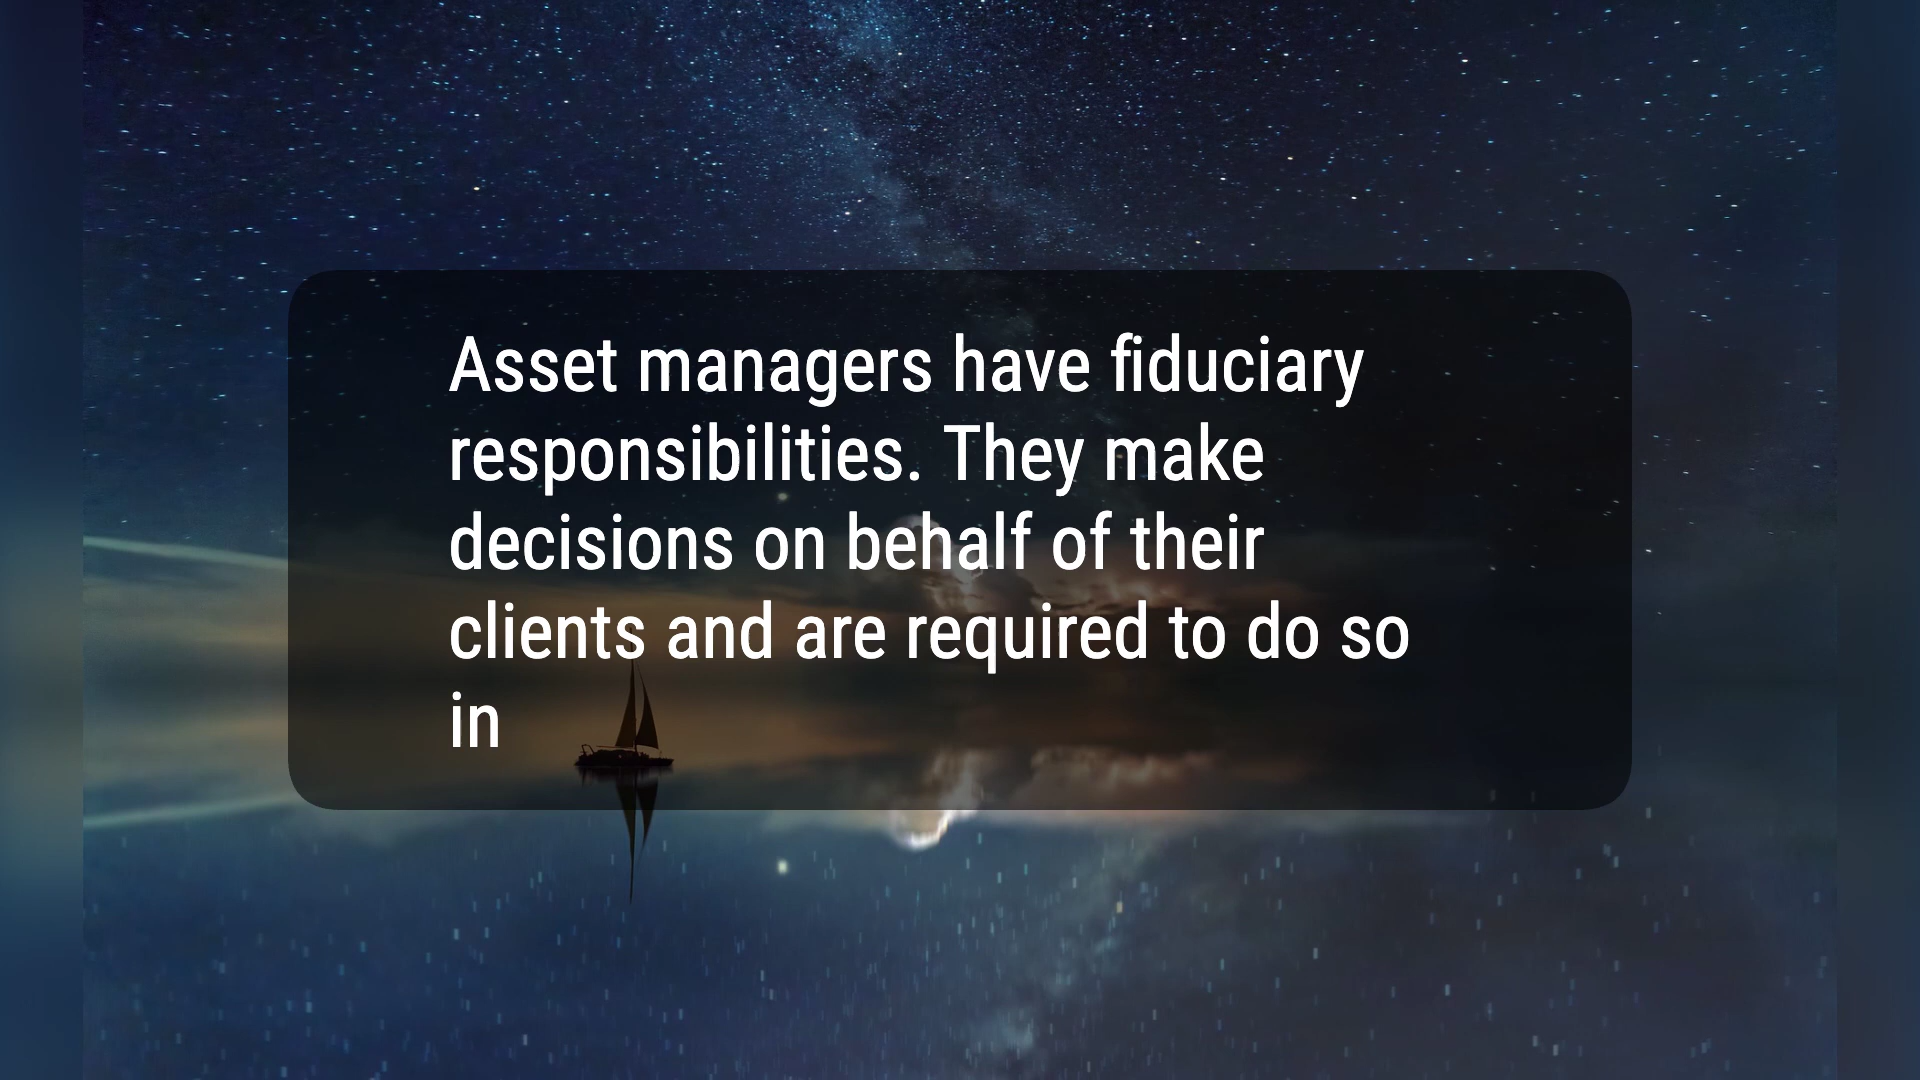 Asset managers have fiduciary
responsibilities. They make
decisions on behalf of their
clients and are required to do so
in